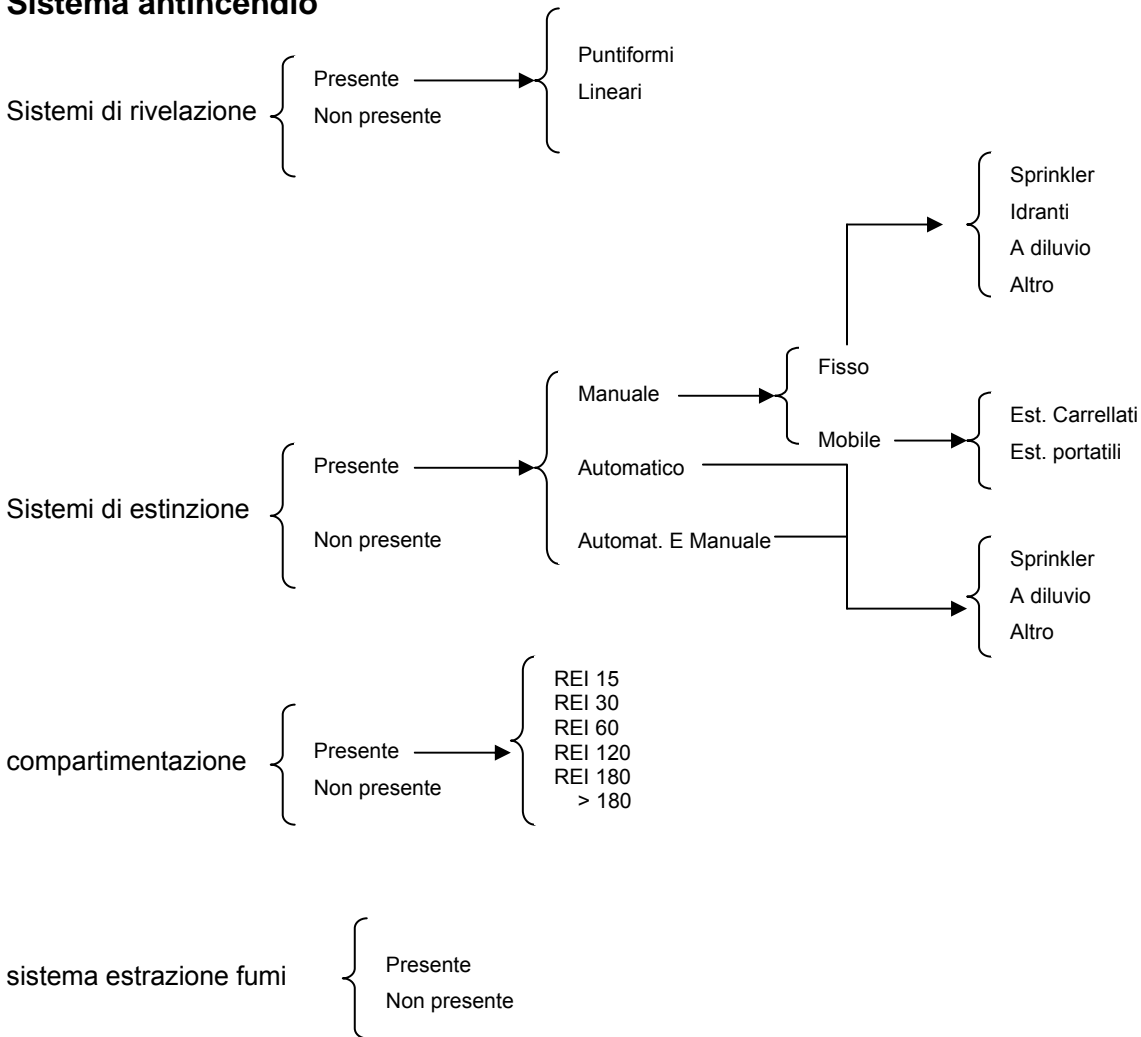 Sistema antincendio
Sistemi di rivelazione
Presente
Non presente
Puntiformi
Lineari
Sistemi di estinzione
Presente
Non presente
Manuale
Automatico
Automat. E Manuale
Fisso
Mobile
Sprinkler
Idranti
A diluvio
Altro
Est. Carrellati
Est. portatili
Sprinkler
A diluvio
Altro
compartimentazione
Presente
Non presente
REI 15
REI 30
REI 60
REI 120
REI 180
> 180
sistema estrazione fumi
Presente
Non presente